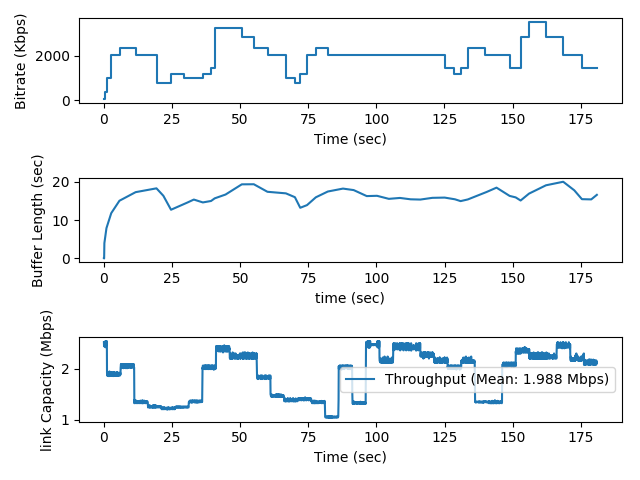 Bitrate (Kbps)
2000
0
0 25 50 75 100 125 150 175
Time (sec)
Buffer Length (sec)
20
10
0
0 25 50 75 100 125 150 175
time (sec)
link Capacity (Mbps)
2
1
Throughput (Mean: 1.988 Mbps)
0 25 50 75 100 125 150 175
Time (sec)